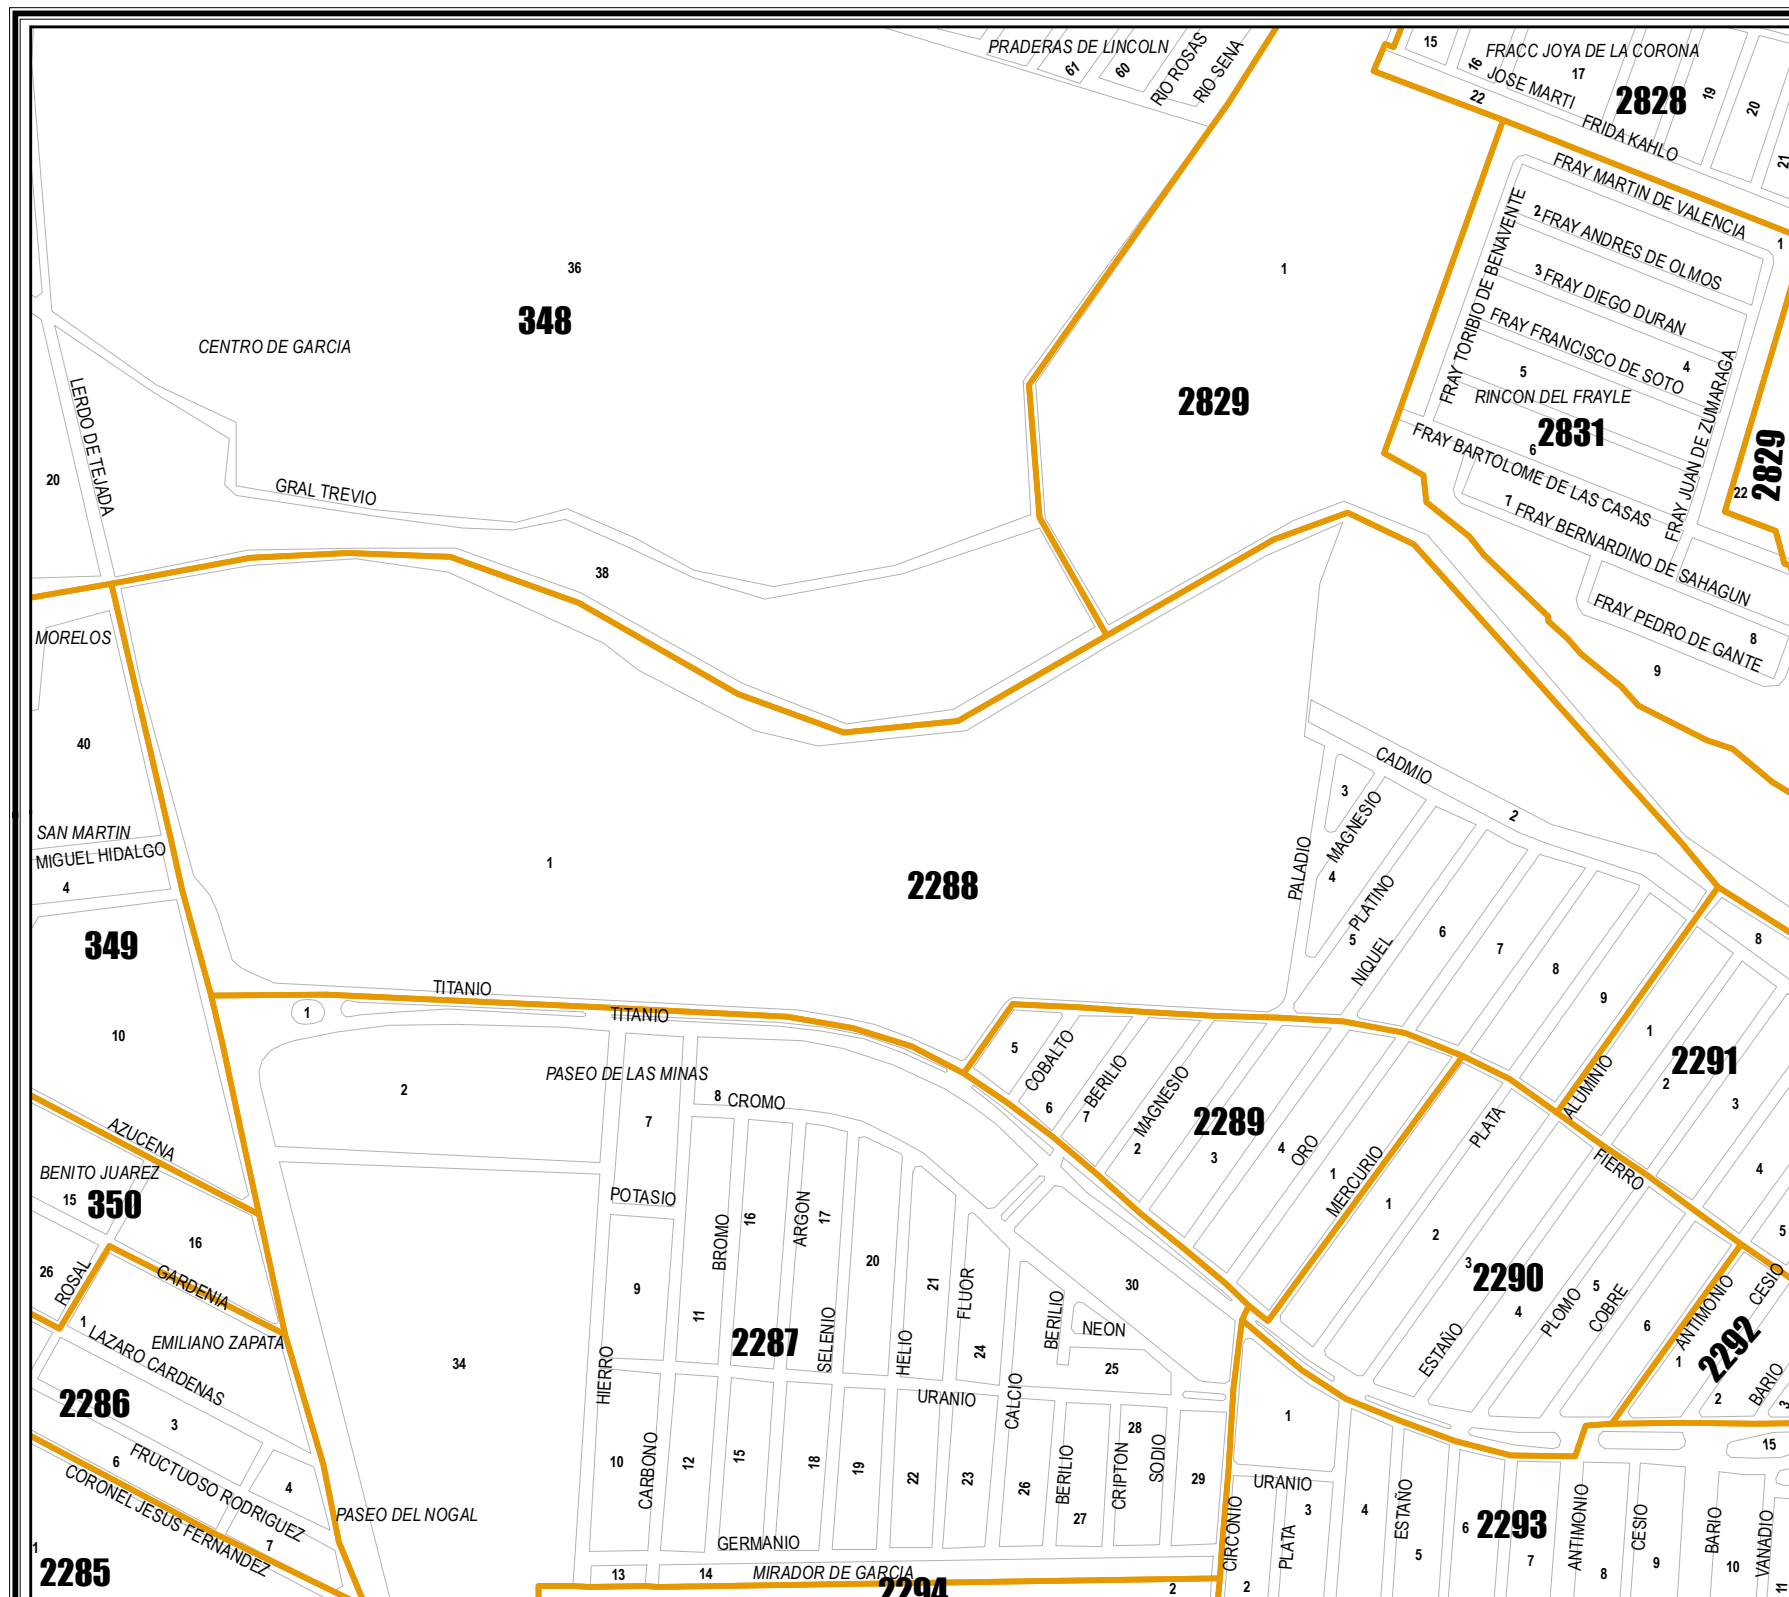 PRADERAS DE LINCOLN
61
60
RIO ROSAS
RIO SENA
15
16
FRACC JOYA DE LA CORONA
17
JOSE MARTI
22
2828
19
20
21
FRIDA KAHLO
FRAY MARTIN DE VALENCIA
1
2 FRAY ANDRES DE OLMOS
3 FRAY DIEGO DURAN
FRAY TORIBIO DE BENAVENTE
FRAY FRANCISCO DE SOTO
4
5
RINCON DEL FRAYLE
2831
6
FRAY BARTOLOME DE LAS CASAS
FRAY JUAN DE ZUMARAGA
22
2829
7 FRAY BERNARDINO DE SAHAGUN
FRAY PEDRO DE GANTE
8
9
36
348
CENTRO DE GARCIA
1
2829
LERDO DE TEJADA
20
GRAL TREVIO
38
MORELOS
40
SAN MARTIN
MIGUEL HIDALGO
4
349
10
1
2288
CADMIO
2
3
MAGNESIO
PALADIO
4
PLATINO
5
NIQUEL
6
7
8
9
8
1
2291
2
3
4
5
ALUMINIO
FIERRO
TITANIO
TITANIO
1
2
PASEO DE LAS MINAS
8 CROMO
7
5
COBALTO
6
BERILIO
7
MAGNESIO
2
2289
3
4
ORO
1
MERCURIO
PLATA
1
2
3
2290
4
ESTAÑO
PLOMO
5
COBRE
6
ANTIMONIO
CESIO
1
2292
2
BARIO
3
AZUCENA
BENITO JUAREZ
15
350
16
26
ROSAL
GARDENIA
1
LAZARO CARDENAS
EMILIANO ZAPATA
2286
3
FRUCTUOSO RODRIGUEZ
6
4
CORONEL JESUS FERNANDEZ
7
1
2285
34
PASEO DEL NOGAL
POTASIO
9
HIERRO
10
CARBONO
11
BROMO
16
ARGON
17
2287
SELENIO
20
HELIO
21
FLUOR
24
BERILIO
NEON
30
25
URANIO
CALCIO
12
15
18
19
22
23
26
BERILIO
27
CRIPTON
28
SODIO
29
GERMANIO
13
14
MIRADOR DE GARCIA
2294
2
CIRCONIO
1
URANIO
3
PLATA
2
4
ESTAÑO
5
6
2293
7
ANTIMONIO
8
CESIO
9
BARIO
10
VANADIO
11
15